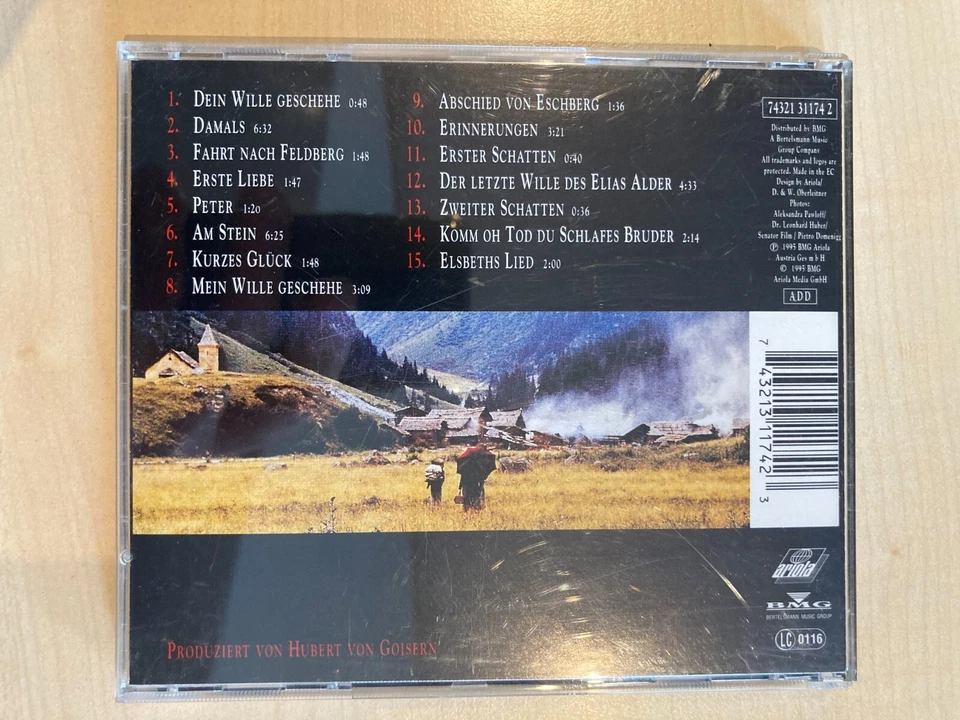 1. Dein Wille geschehe 0:48
2. Damals 6:32
3. Fahrt nach Feldberg 1:48
4. Erste Liebe 1:47
5. Peter 1:20
6. Am Stein 6:25
7. Kurzes Glück 1:48
8. Mein Wille geschehe 3:09
9. Abschied von Eschberg 1:36
10. Erinnerungen 3:21
11. Erster Schatten 0:40
12. Der letzte Wille des Elias Alder 4:33
13. Zweiter Schatten 0:36
14. Komm oh Tod du Schlafes Bruder 2:14
15. Elsbeths Lied 2:00
74321 31174 2
Distributed by BMG
A Bertelsmann Music
Group Company
All trademarks and logos are
protected. Made in the EC
Design by Ariola/
D. & W. Oberleitner
Photos:
Aleksandra Pawloff/
Dr. Leonhard Huber/
Senator Film / Pietro Domenigg
℗ 1995 BMG Ariola
Austria Ges m b H
© 1995 BMG
Ariola Media GmbH
ADD
7 43213 11742 3
ariola
BMG
BERTELSMANN MUSIC GROUP
LC 0116
Produziert von Hubert von Goisern